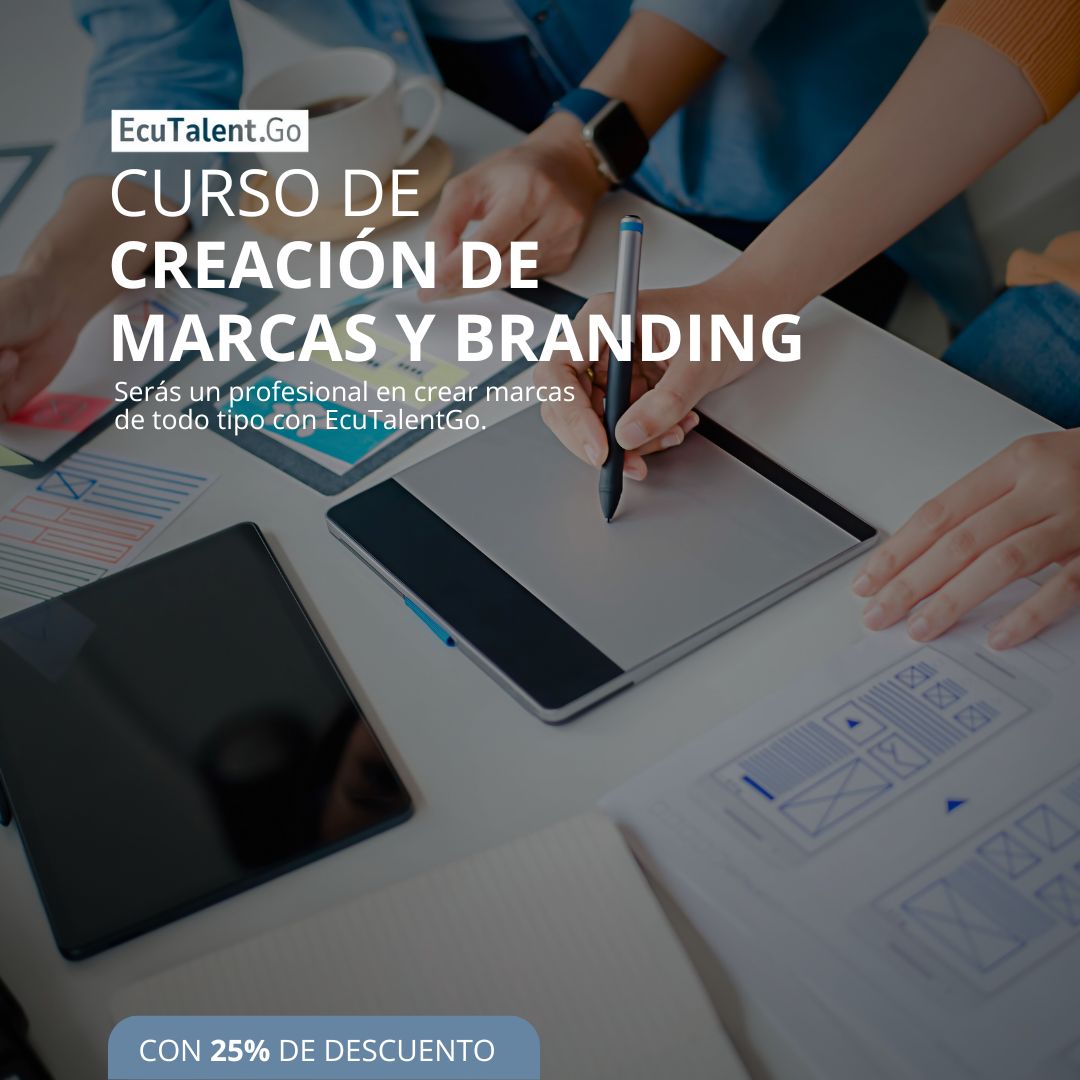 EcuTalent.Go
CURSO DE
CREACIÓN DE
MARCAS Y BRANDING
Serás un profesional en crear marcas
de todo tipo con EcuTalentGo.
CON 25% DE DESCUENTO